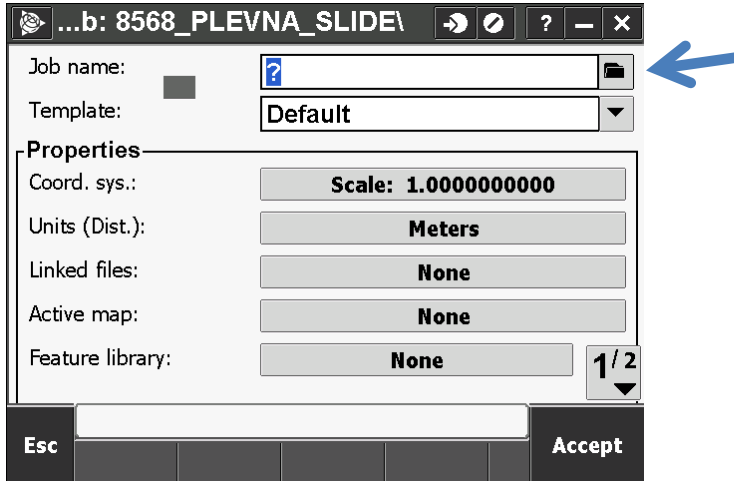 ...b: 8568_PLEVNA_SLIDE\ ? – ×
Job name: ?
Template: Default
Properties
Coord. sys.: Scale: 1.0000000000
Units (Dist.): Meters
Linked files: None
Active map: None
Feature library: None
1/2
Esc Accept